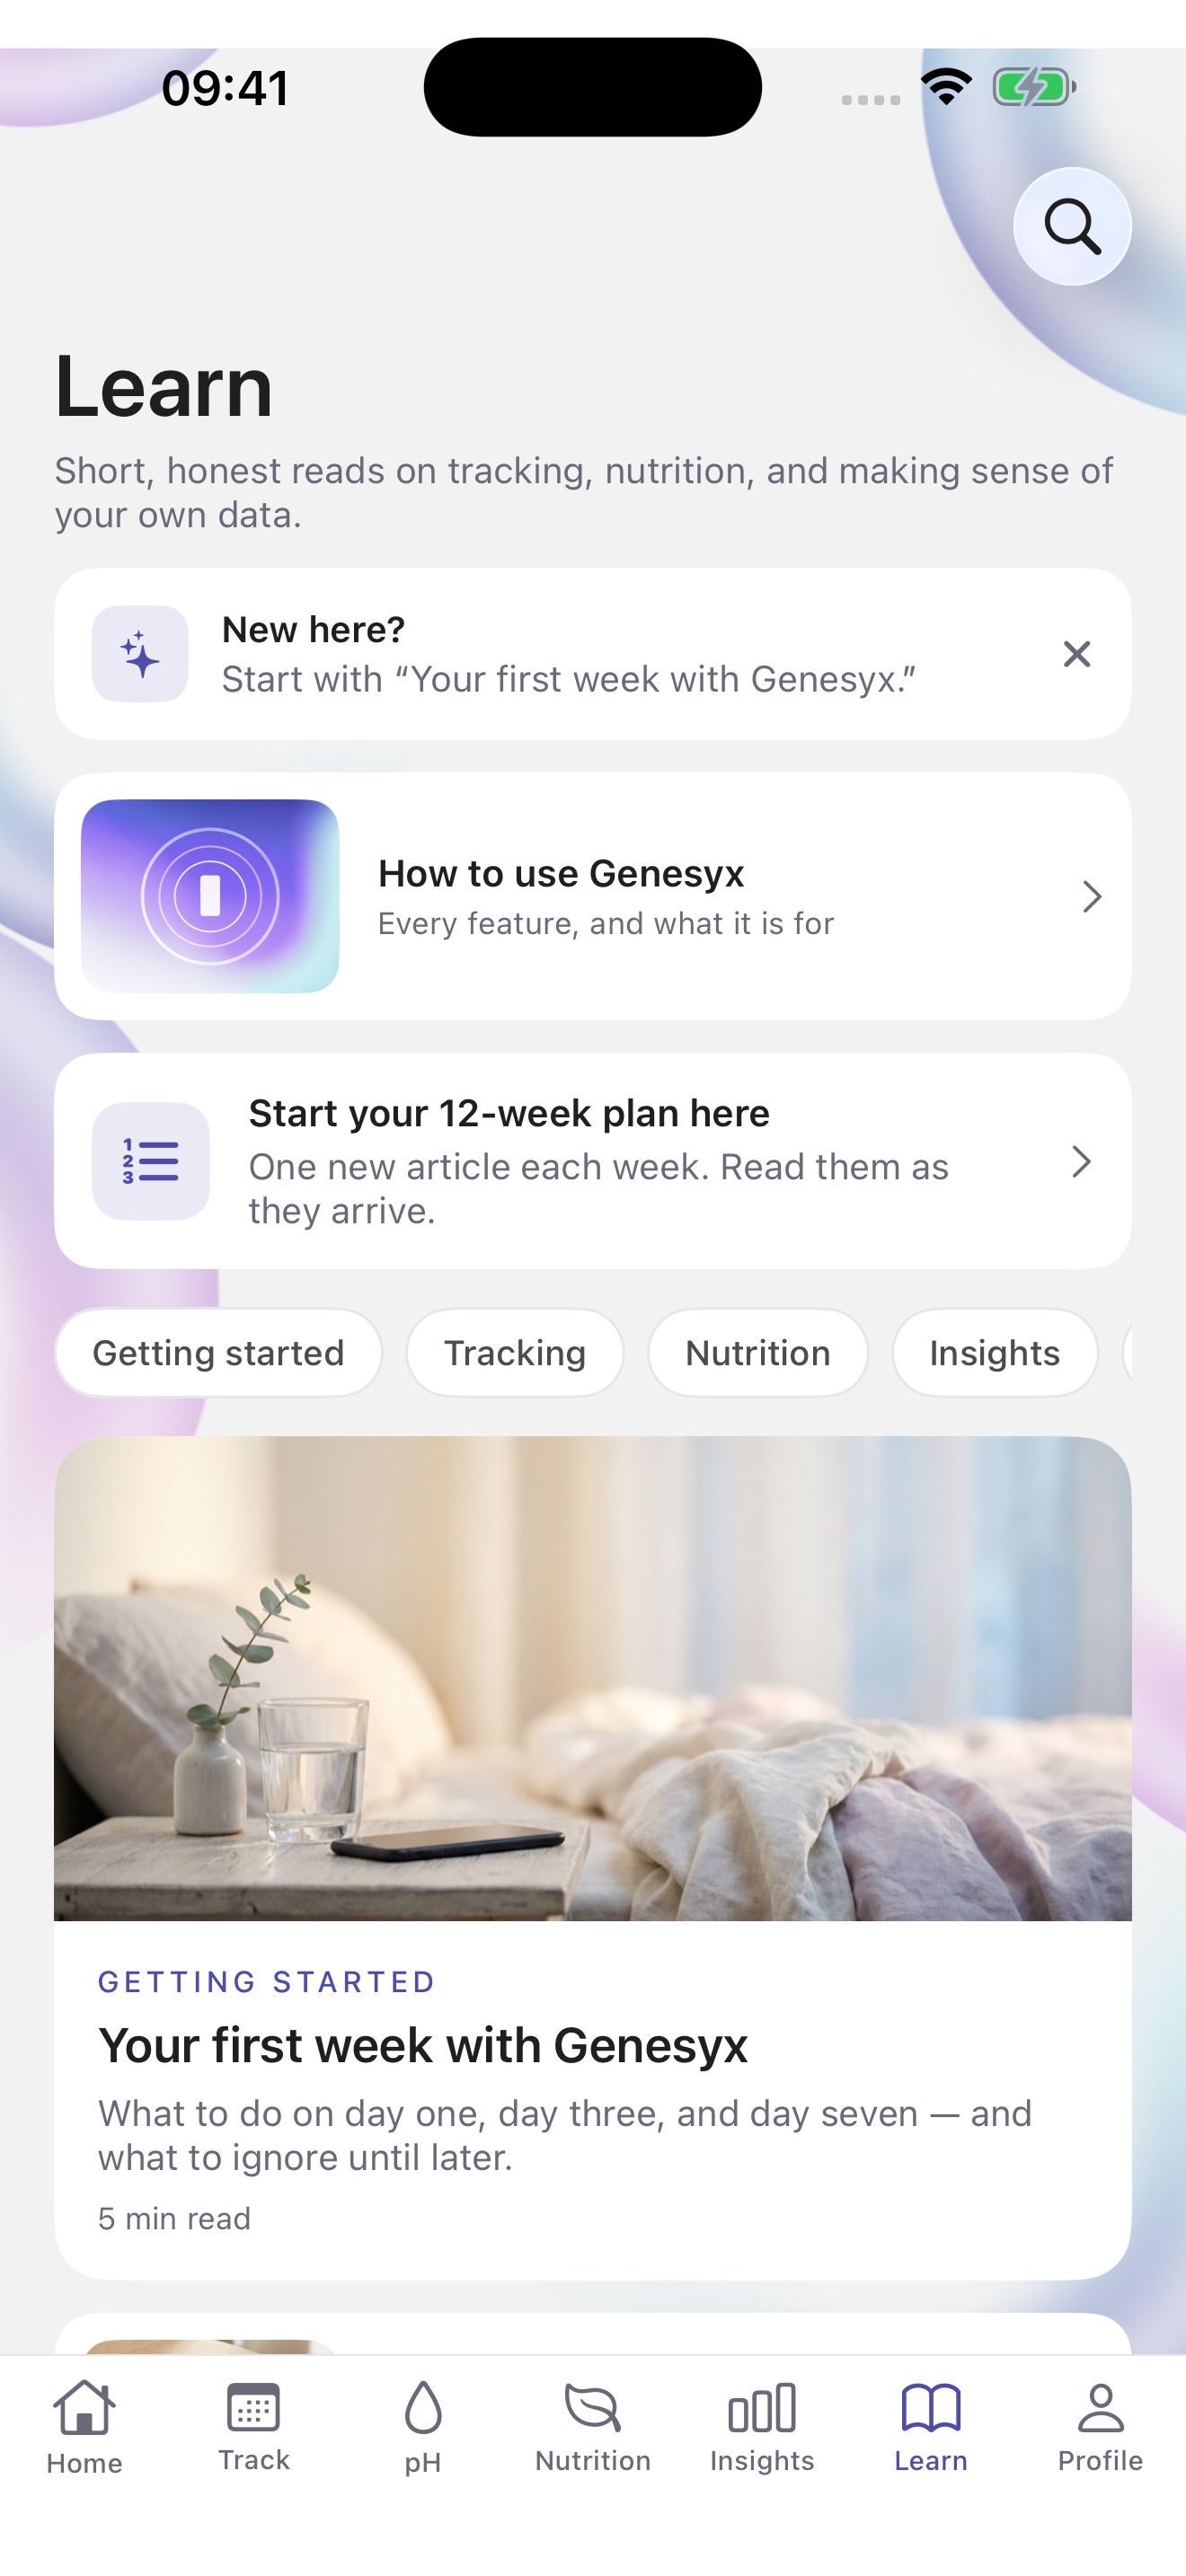 09:41
Learn
Short, honest reads on tracking, nutrition, and making sense of
your own data.
New here?
Start with “Your first week with Genesyx.”
How to use Genesyx
Every feature, and what it is for
1
2
3
Start your 12-week plan here
One new article each week. Read them as
they arrive.
Getting started
Tracking
Nutrition
Insights
GETTING STARTED
Your first week with Genesyx
What to do on day one, day three, and day seven — and
what to ignore until later.
5 min read
Home
Track
pH
Nutrition
Insights
Learn
Profile